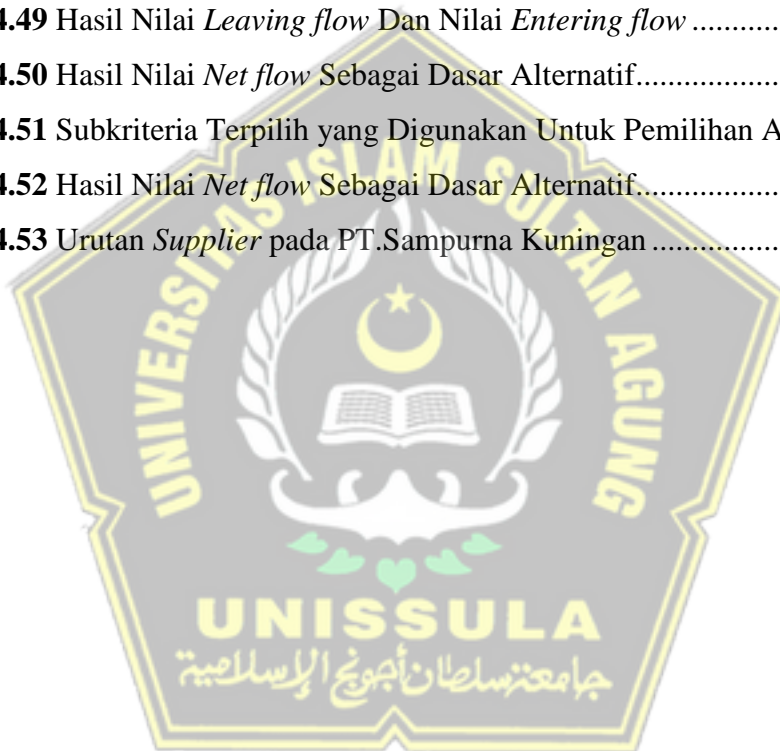 4.49 Hasil Nilai Leaving flow Dan Nilai Entering flow ...........
4.50 Hasil Nilai Net flow Sebagai Dasar Alternatif..................
4.51 Subkriteria Terpilih yang Digunakan Untuk Pemilihan A
4.52 Hasil Nilai Net flow Sebagai Dasar Alternatif..................
4.53 Urutan Supplier pada PT.Sampurna Kuningan ................
UNIVERSITAS ISLAM SULTAN AGUNG
UNISSULA
جامعنسلطان أجونج الإسلامية